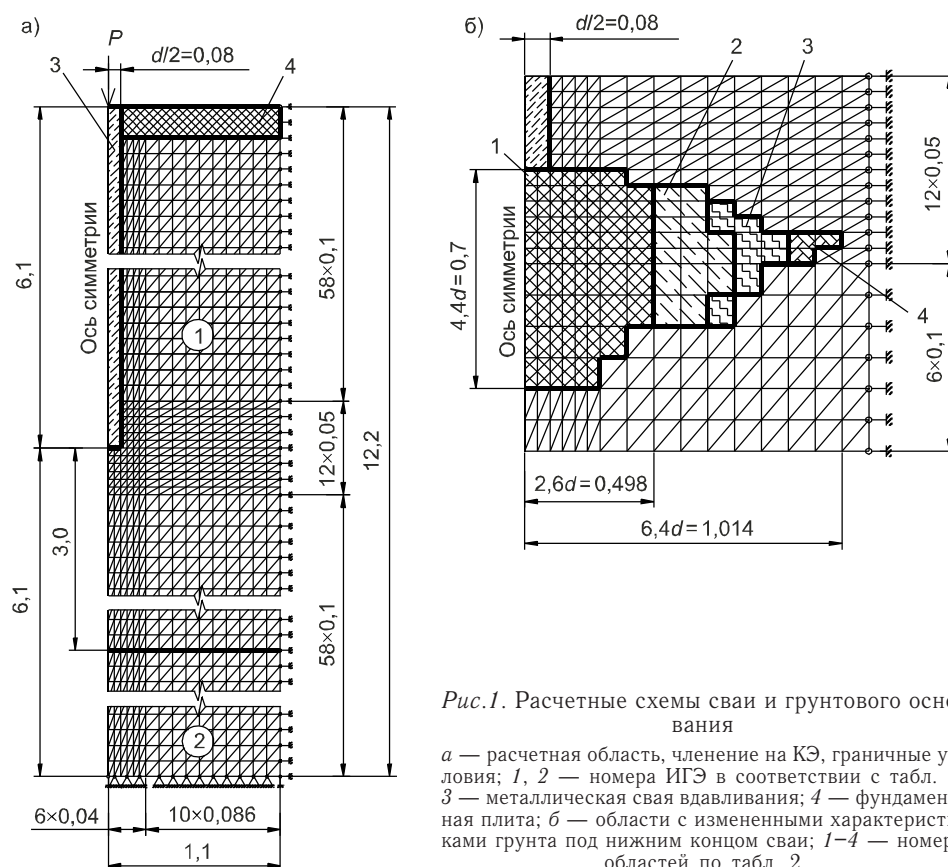 а)
P
d/2=0,08
3
4
6,1
Ось симметрии
58×0,1
1
12×0,05
12,2
3,0
6,1
58×0,1
2
6×0,04
10×0,086
1,1
б)
d/2=0,08
2
3
1
12×0,05
Ось симметрии
4,4d=0,7
4
6×0,1
2,6d=0,498
6,4d=1,014
Рис.1. Расчетные схемы сваи и грунтового осно-
вания
а — расчетная область, членение на КЭ, граничные ус-
ловия; 1, 2 — номера ИГЭ в соответствии с табл.
3 — металлическая свая вдавливания; 4 — фундамен
ная плита; б — области с измененными характеристи
ками грунта под нижним концом сваи; 1–4 — номер
областей по табл. 2